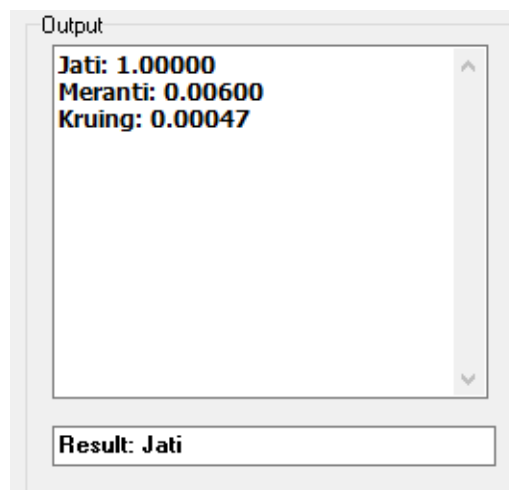 Output
Jati: 1.00000
Meranti: 0.00600
Kruing: 0.00047
Result: Jati